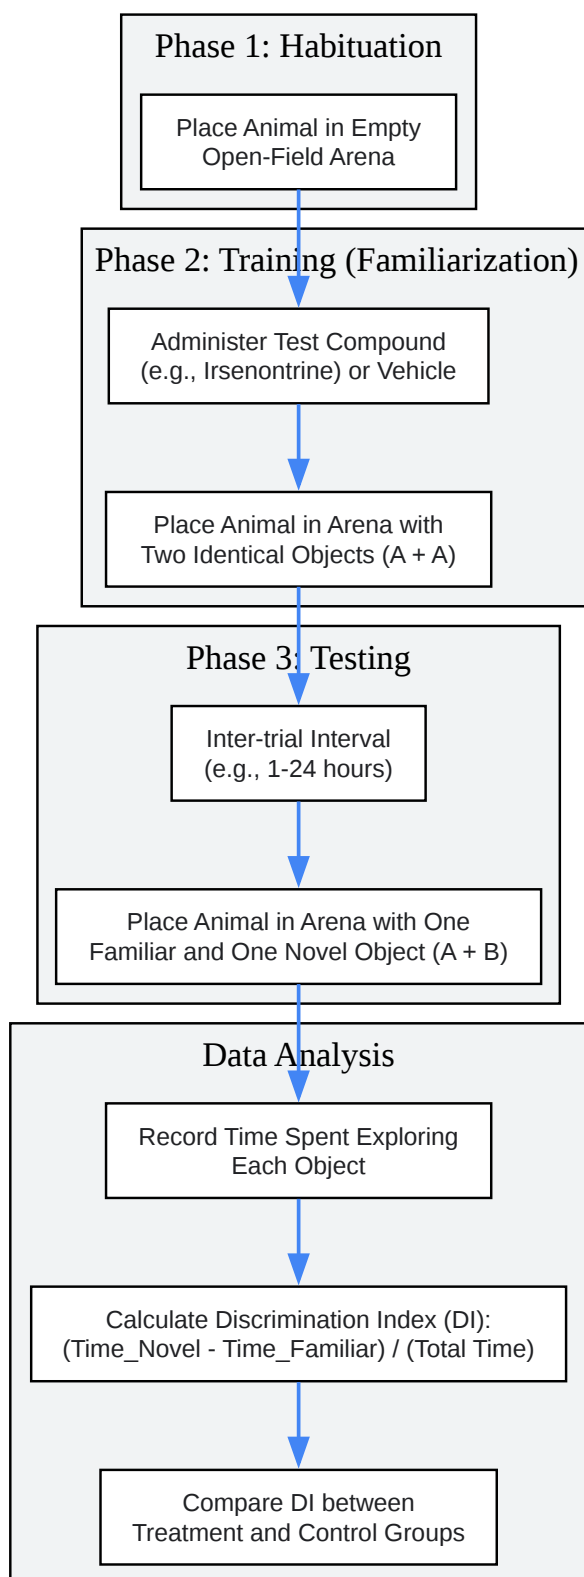 Phase 1: Habituation
Place Animal in Empty
Open-Field Arena
Phase 2: Training (Familiarization)
Administer Test Compound
(e.g., Irsenontrine) or Vehicle
Place Animal in Arena with
Two Identical Objects (A + A)
Phase 3: Testing
Inter-trial Interval
(e.g., 1-24 hours)
Place Animal in Arena with One
Familiar and One Novel Object (A + B)
Data Analysis
Record Time Spent Exploring
Each Object
Calculate Discrimination Index (DI):
(Time_Novel - Time_Familiar) / (Total Time)
Compare DI between
Treatment and Control Groups